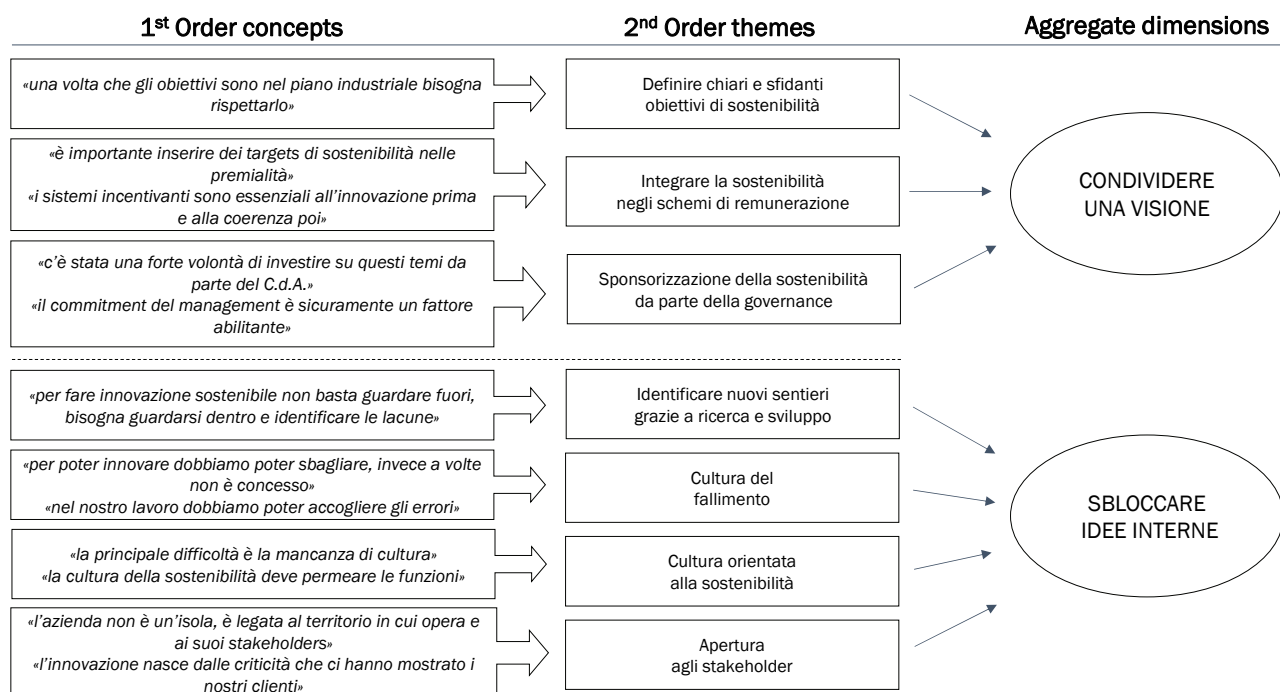 1st Order concepts
2nd Order themes
Aggregate dimensions
«una volta che gli obiettivi sono nel piano industriale bisogna
rispettarlo»
Definire chiari e sfidanti
obiettivi di sostenibilità
«è important​e inserire dei targets di sostenibilità nelle
premialità»
«i sistemi incentivanti sono essenziali all’innovazione prima
e alla coerenza poi»
Integrare la sostenibilità
negli schemi di remunerazione
«c’è stata una forte volontà di investire su questi temi da
parte del C.d.A.»
«il commitment del management è sicuramente un fattore
abilitante»
Sponsorizzazione della sostenibilità
da parte della governance
CONDIVIDERE
UNA VISIONE
«per fare innovazione sostenibile non basta guardare fuori,
bisogna guardarsi dentro e identificare le lacune»
Identificare nuovi sentieri
grazie a ricerca e sviluppo
«per poter innovare dobbiamo poter sbagliare, invece a volte
non è concesso»
«nel nostro lavoro dobbiamo poter accogliere gli errori»
Cultura del
fallimento
«la principale difficoltà è la mancanza di cultura»
«la cultura della sostenibilità deve permeare le funzioni»
Cultura orientata
alla sostenibilità
«l’azienda non è un’isola, è legata al territorio in cui opera e
ai suoi stakeholders»
«l’innovazione nasce dalle criticità che ci hanno mostrato i
nostri clienti»
Apertura
agli stakeholder
SBLOCCARE
IDEE INTERNE